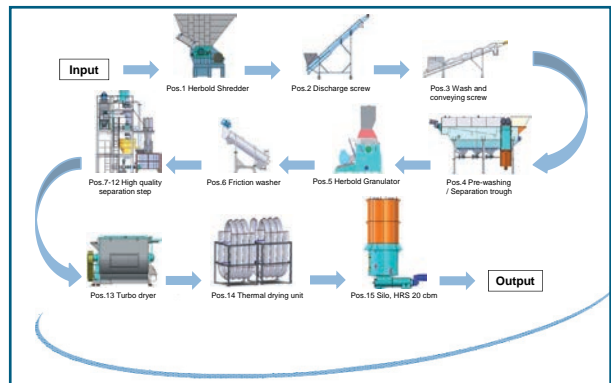 Input
Pos.1 Herbold Shredder
Pos.2 Discharge screw
Pos.3 Wash and
conveying screw
Pos.4 Pre-washing
/ Separation trough
Pos.5 Herbold Granulator
Pos.6 Friction washer
Pos.7-12 High quality
separation step
Pos.13 Turbo dryer
Pos.14 Thermal drying unit
Pos.15 Silo, HRS 20 cbm
Output